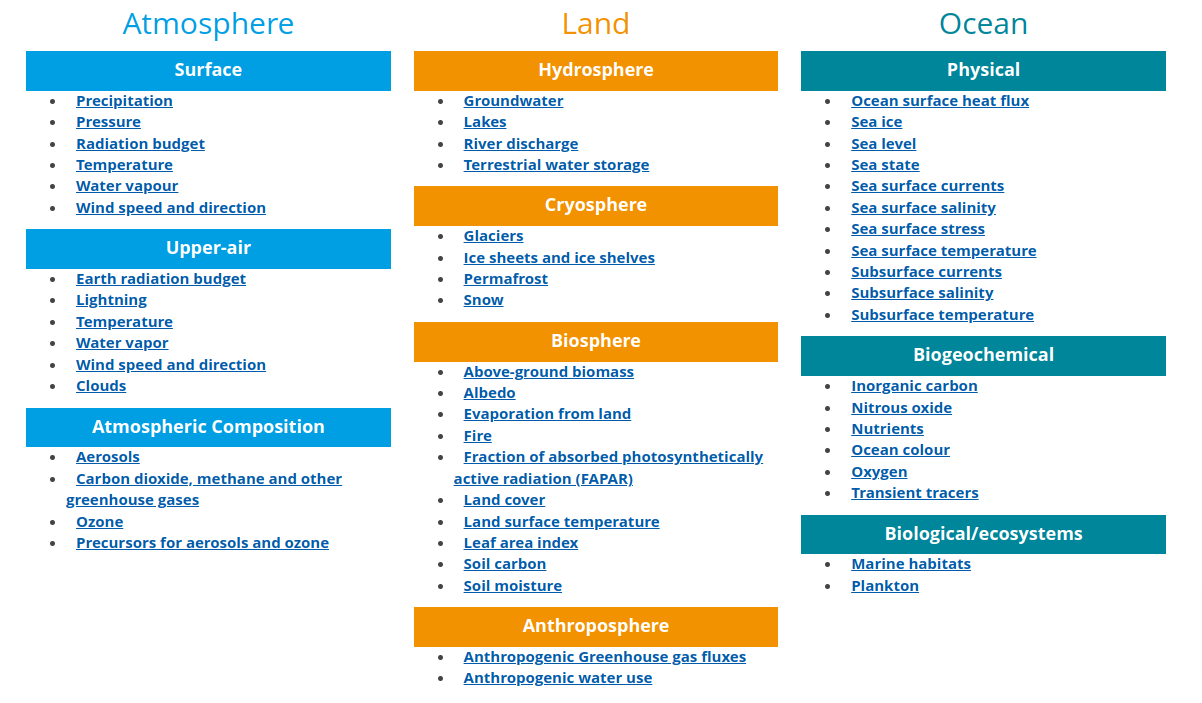 Atmosphere
Surface
Precipitation
Pressure
Radiation budget
Temperature
Water vapour
Wind speed and direction
Upper-air
Earth radiation budget
Lightning
Temperature
Water vapor
Wind speed and direction
Clouds
Atmospheric Composition
Aerosols
Carbon dioxide, methane and other
greenhouse gases
Ozone
Precursors for aerosols and ozone
Land
Hydrosphere
Groundwater
Lakes
River discharge
Terrestrial water storage
Cryosphere
Glaciers
Ice sheets and ice shelves
Permafrost
Snow
Biosphere
Above-ground biomass
Albedo
Evaporation from land
Fire
Fraction of absorbed photosynthetically
active radiation (FAPAR)
Land cover
Land surface temperature
Leaf area index
Soil carbon
Soil moisture
Anthroposphere
Anthropogenic Greenhouse gas fluxes
Anthropogenic water use
Ocean
Physical
Ocean surface heat flux
Sea ice
Sea level
Sea state
Sea surface currents
Sea surface salinity
Sea surface stress
Sea surface temperature
Subsurface currents
Subsurface salinity
Subsurface temperature
Biogeochemical
Inorganic carbon
Nitrous oxide
Nutrients
Ocean colour
Oxygen
Transient tracers
Biological/ecosystems
Marine habitats
Plankton